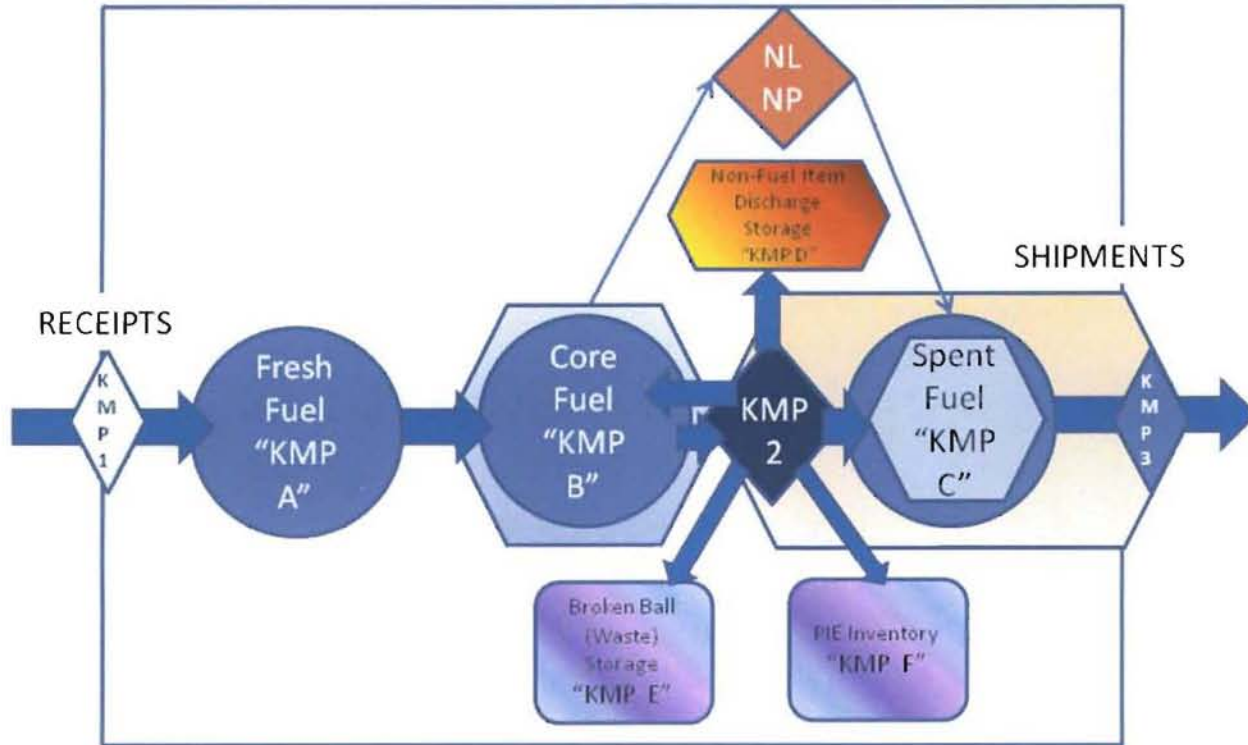 NL
NP
Non-Fuel Item
Discharge
Storage
"KMP D"
SHIPMENTS
RECEIPTS
K
M
P
1
Fresh
Fuel
“KMP
A”
Core
Fuel
“KMP
B”
KMP
2
Spent
Fuel
“KMP
C”
K
M
P
3
Broken Ball
(Waste)
Storage
“KMP E”
PIE Inventory
“KMP F”